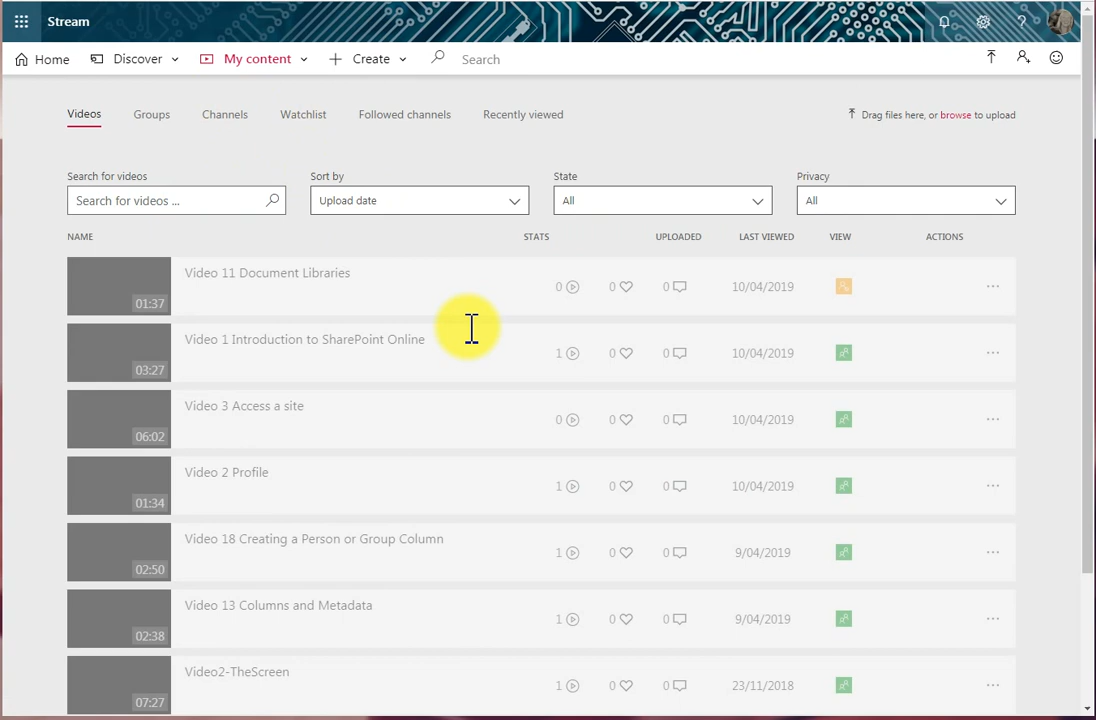 Stream
Home Discover My content Create Search
Videos Groups Channels Watchlist Followed channels Recently viewed Drag files here, or browse to upload
Search for videos Sort by State Privacy
Search for videos ... Upload date All All
NAME STATS UPLOADED LAST VIEWED VIEW ACTIONS
Video 11 Document Libraries
01:37 0 0 0 10/04/2019 ...
Video 1 Introduction to SharePoint Online
03:27 1 0 0 10/04/2019 ...
Video 3 Access a site
06:02 0 0 0 10/04/2019 ...
Video 2 Profile
01:34 1 0 0 10/04/2019 ...
Video 18 Creating a Person or Group Column
02:50 1 0 0 9/04/2019 ...
Video 13 Columns and Metadata
02:38 1 0 0 9/04/2019 ...
Video2-TheScreen
07:27 1 0 0 23/11/2018 ...